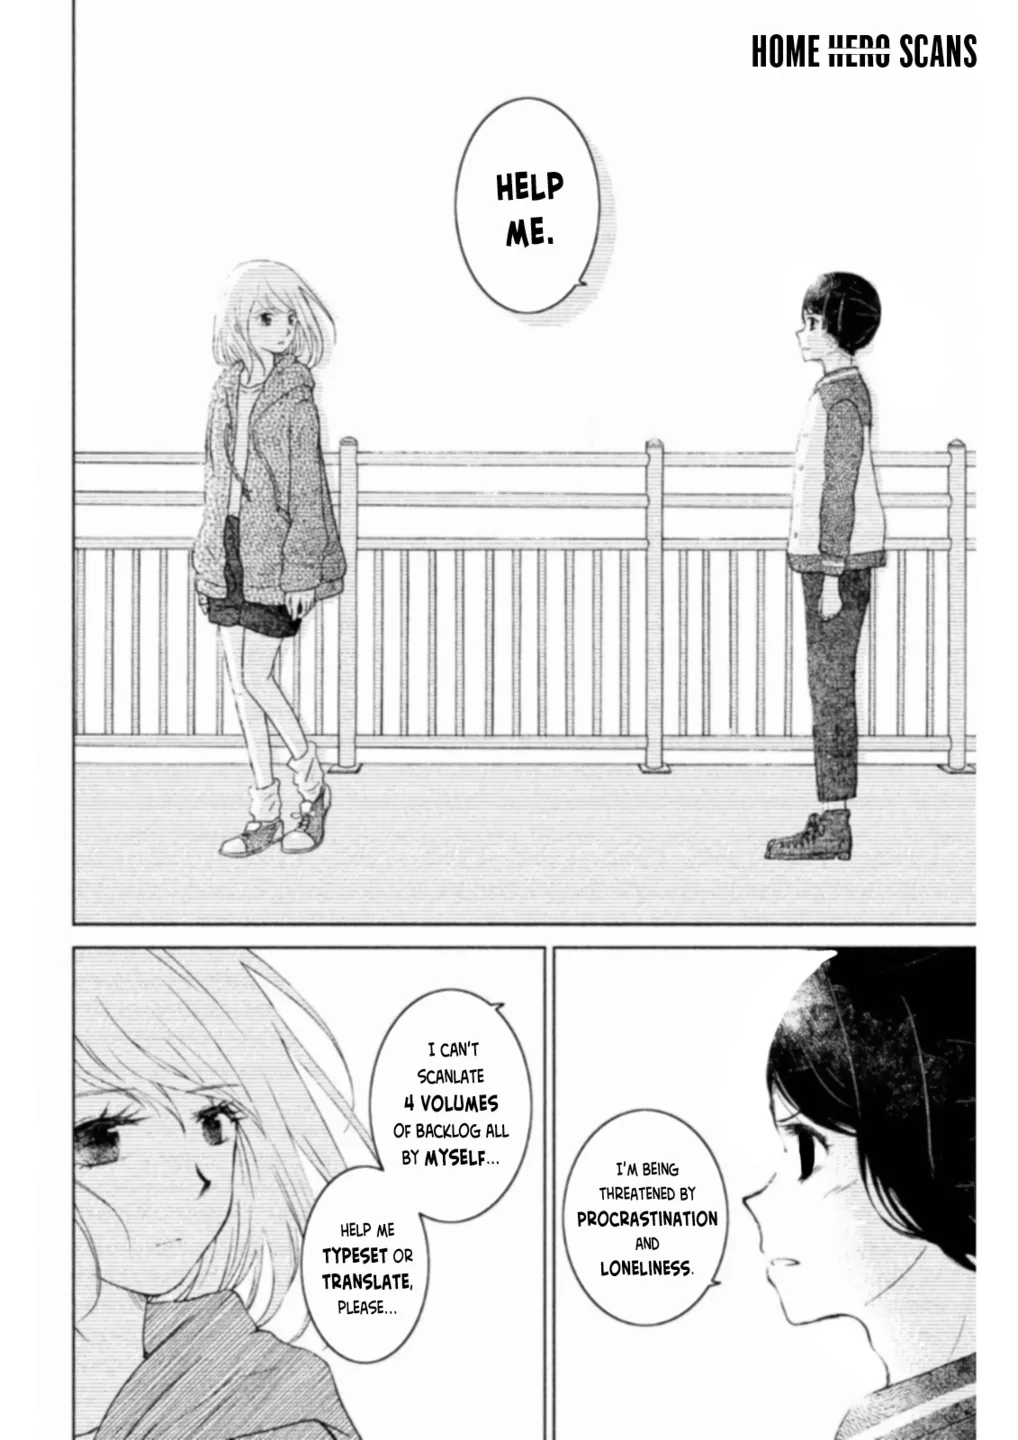 HOME HERO SCANS
HELP
ME.
I'M BEING
THREATENED BY
PROCRASTINATION
AND
LONELINESS.
I CAN'T
SCANLATE
4 VOLUMES
OF BACKLOG ALL
BY MYSELF...
HELP ME
TYPESET OR
TRANSLATE,
PLEASE...